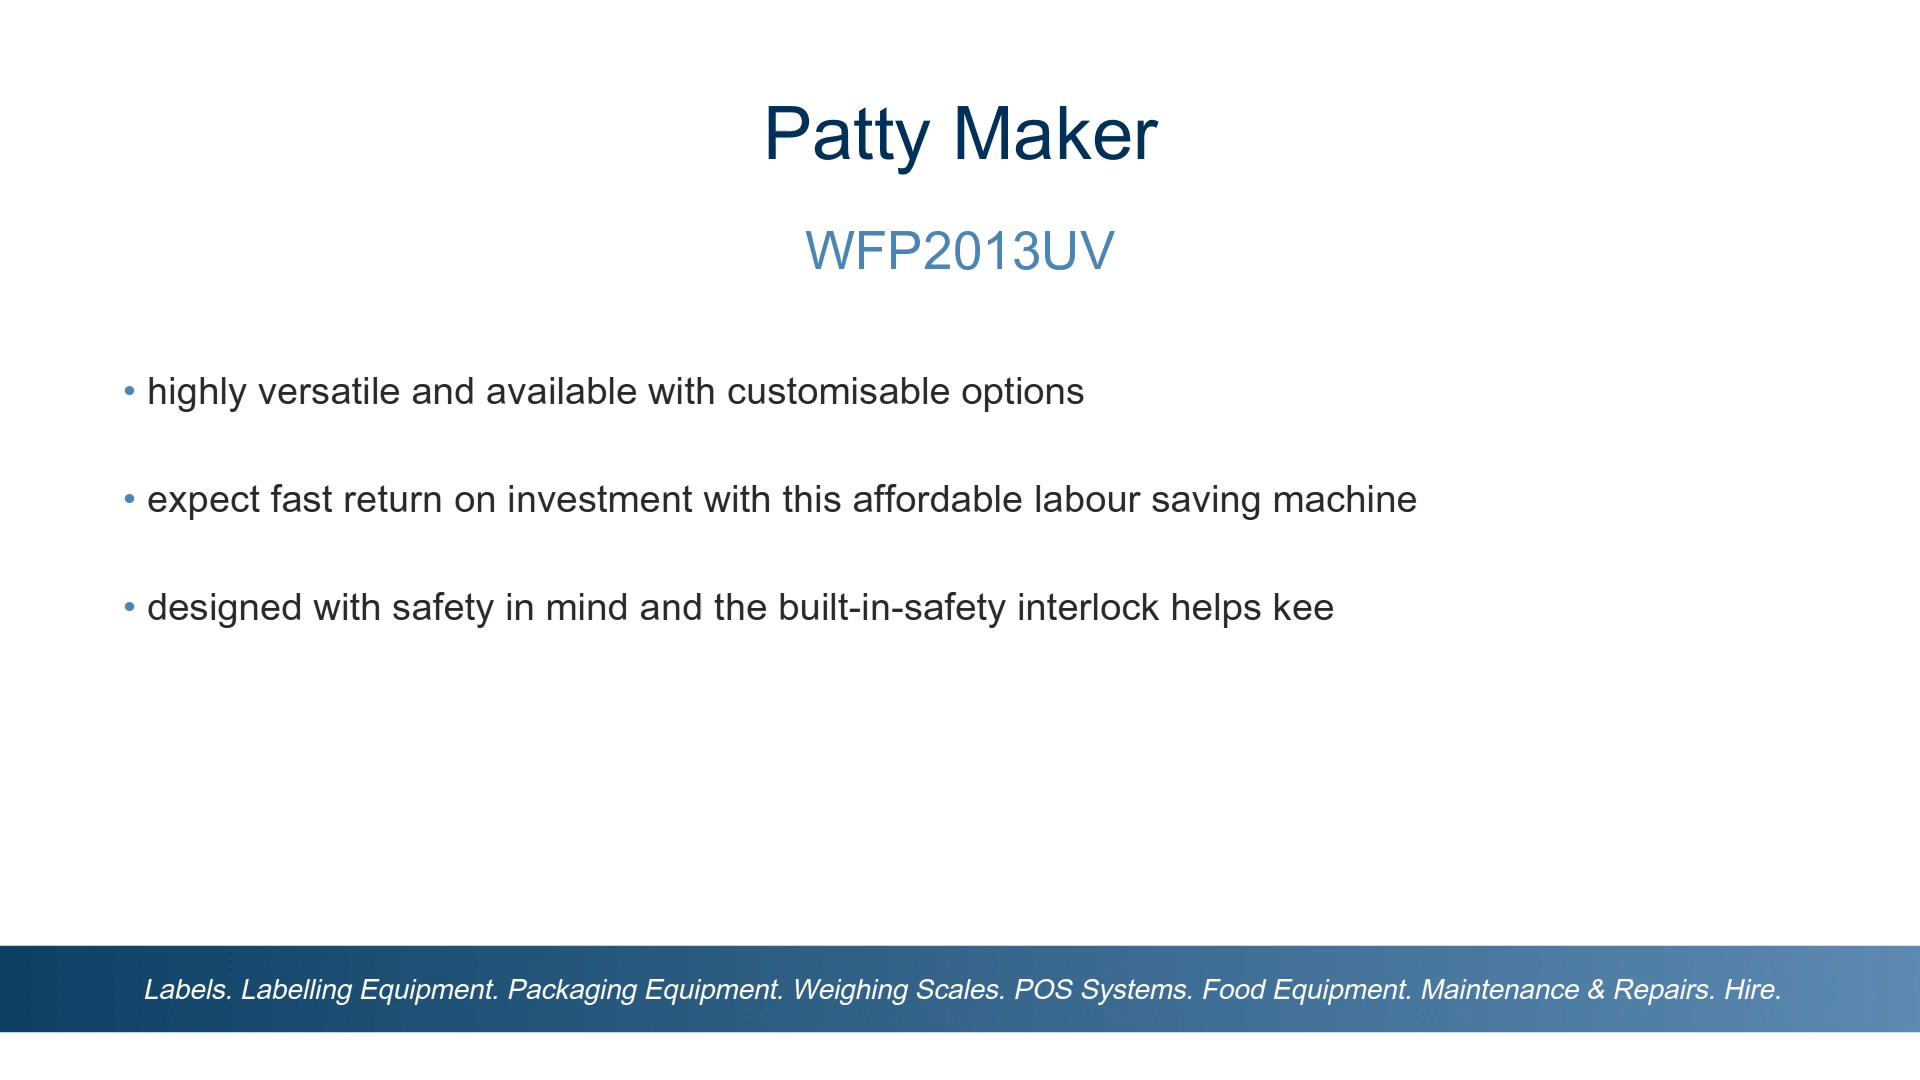 Patty Maker
WFP2013UV
• highly versatile and available with customisable options
• expect fast return on investment with this affordable labour saving machine
• designed with safety in mind and the built-in-safety interlock helps kee
Labels. Labelling Equipment. Packaging Equipment. Weighing Scales. POS Systems. Food Equipment. Maintenance & Repairs. Hire.